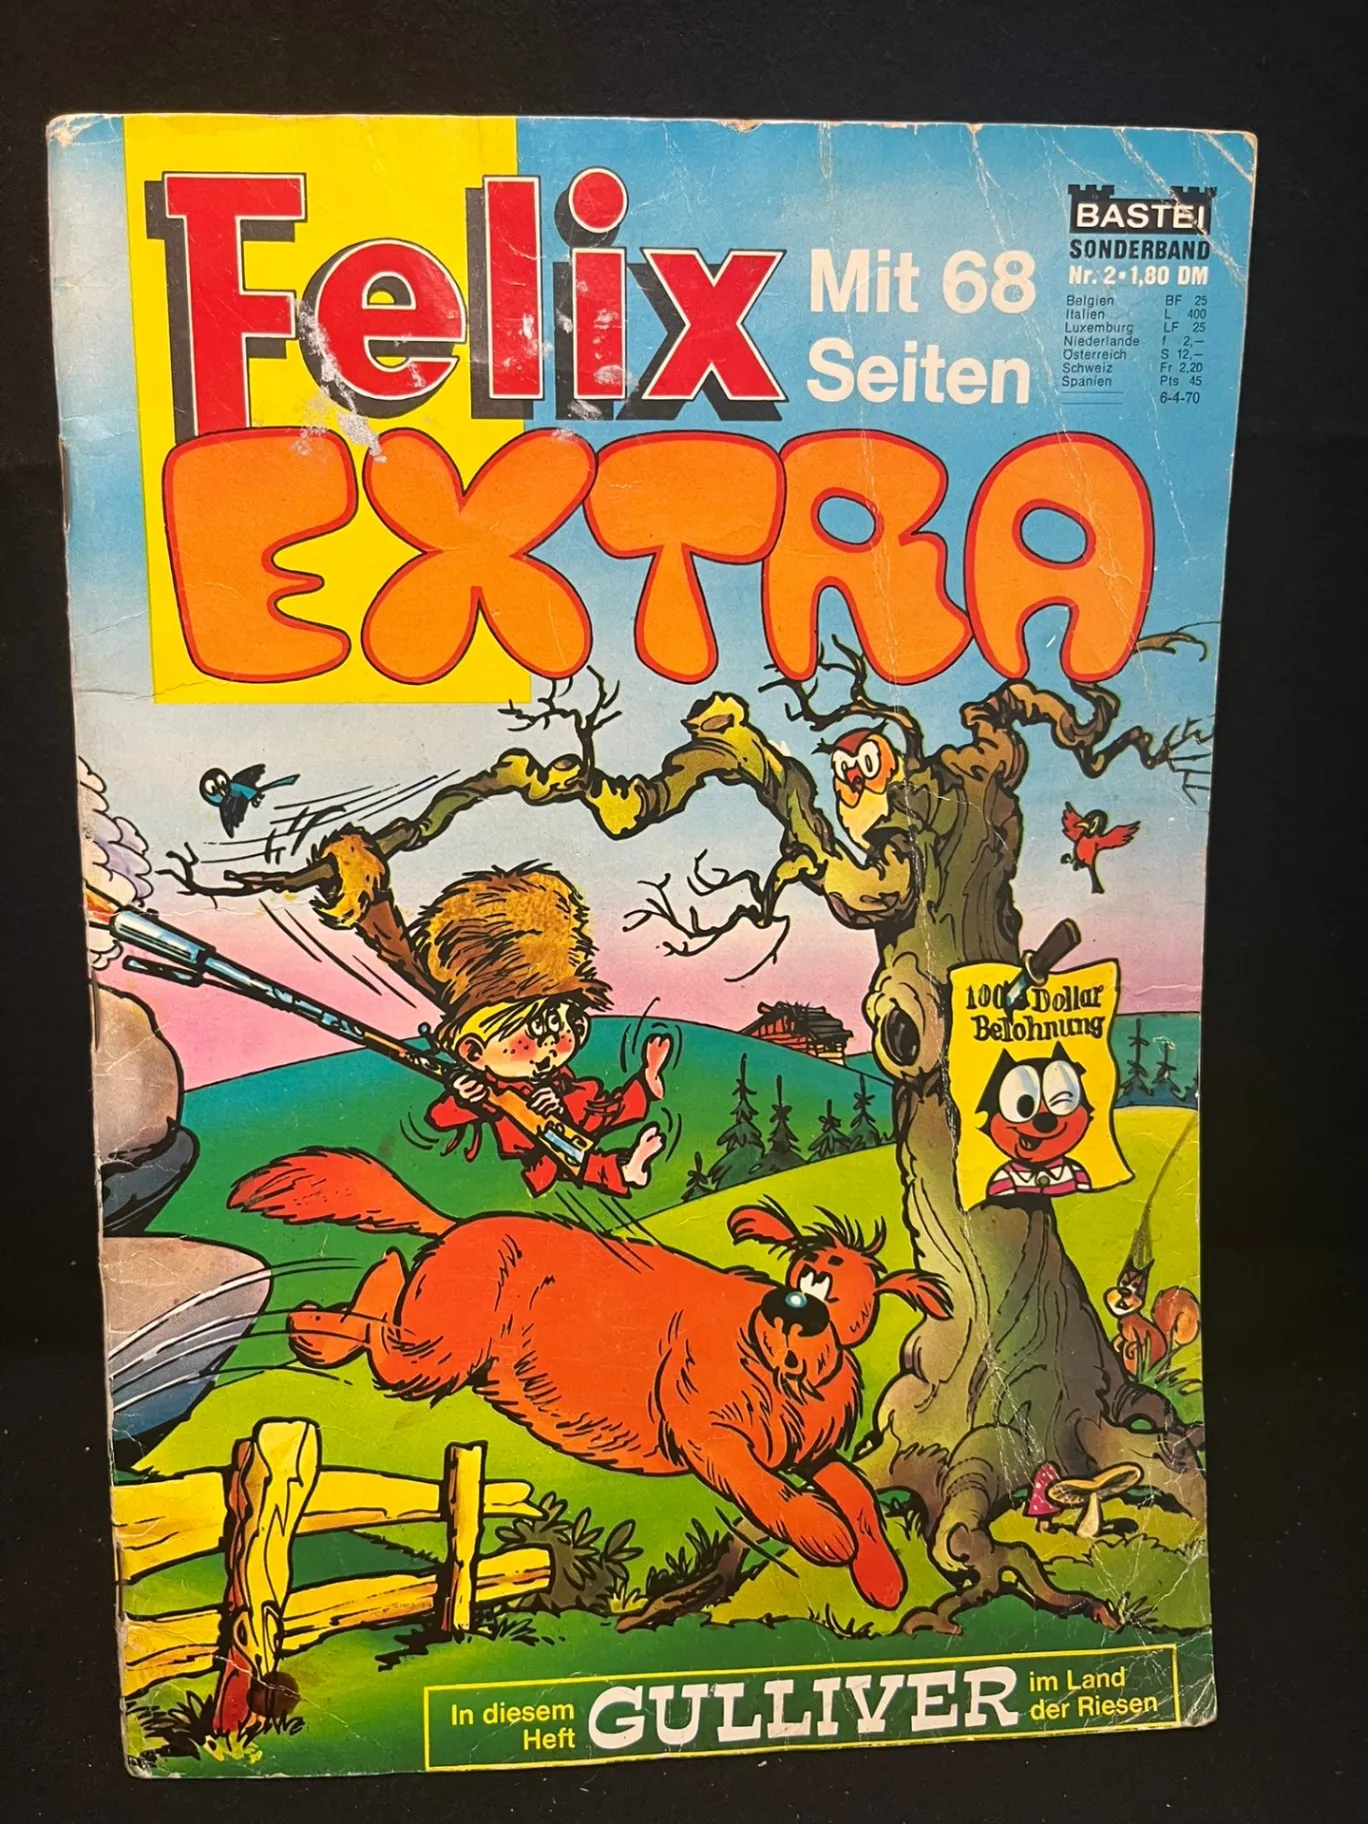 Felix
EXTRA
Mit 68
Seiten
BASTEI
SONDERBAND
Nr. 2•1,80 DM
Belgien BF 25
Italien L 400
Luxemburg LF 25
Niederlande f 2,—
Österreich S 12,—
Schweiz Fr 2,20
Spanien Pts 45
6-4-70
Dollar
Belohnung
In diesem
Heft
GULLIVER
im Land
der Riesen